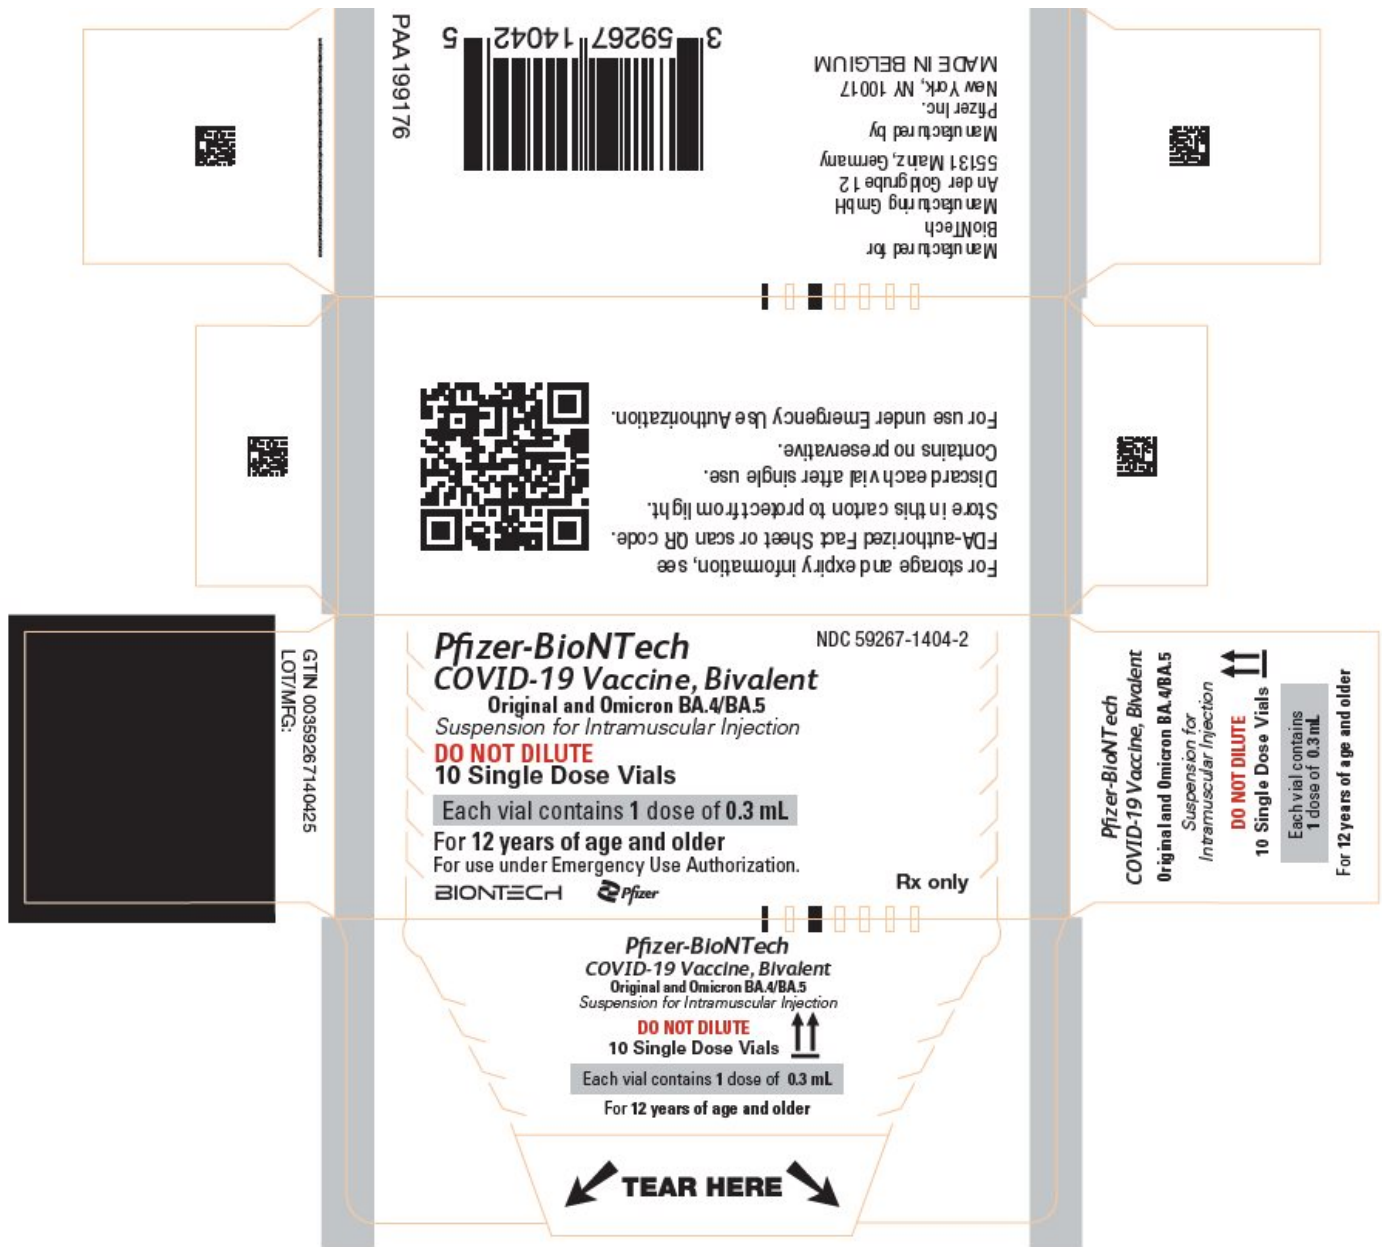 PAA199176
3 59267 14042 5
Manufactured for
BioNTech
Manufacturing GmbH
An der Goldgrube 12
55131 Mainz, Germany
Manufactured by
Pfizer Inc.
New York, NY 10017
MADE IN BELGIUM
For storage and expiry information, see
FDA-authorized Fact Sheet or scan QR code.
Store in this carton to protect from light.
Discard each vial after single use.
Contains no preservative.
For use under Emergency Use Authorization.
GTIN 00359267140425
LOT/MFG:
Pfizer-BioNTech
NDC 59267-1404-2
COVID-19 Vaccine, Bivalent
Original and Omicron BA.4/BA.5
Suspension for Intramuscular Injection
DO NOT DILUTE
10 Single Dose Vials
Each vial contains 1 dose of 0.3 mL
For 12 years of age and older
For use under Emergency Use Authorization.
BIONTECH
Pfizer
Rx only
Pfizer-BioNTech
COVID-19 Vaccine, Bivalent
Original and Omicron BA.4/BA.5
Suspension for
Intramuscular Injection
DO NOT DILUTE
10 Single Dose Vials
Each vial contains
1 dose of 0.3 mL
For 12 years of age and older
Pfizer-BioNTech
COVID-19 Vaccine, Bivalent
Original and Omicron BA.4/BA.5
Suspension for Intramuscular Injection
DO NOT DILUTE
10 Single Dose Vials
Each vial contains 1 dose of 0.3 mL
For 12 years of age and older
TEAR HERE